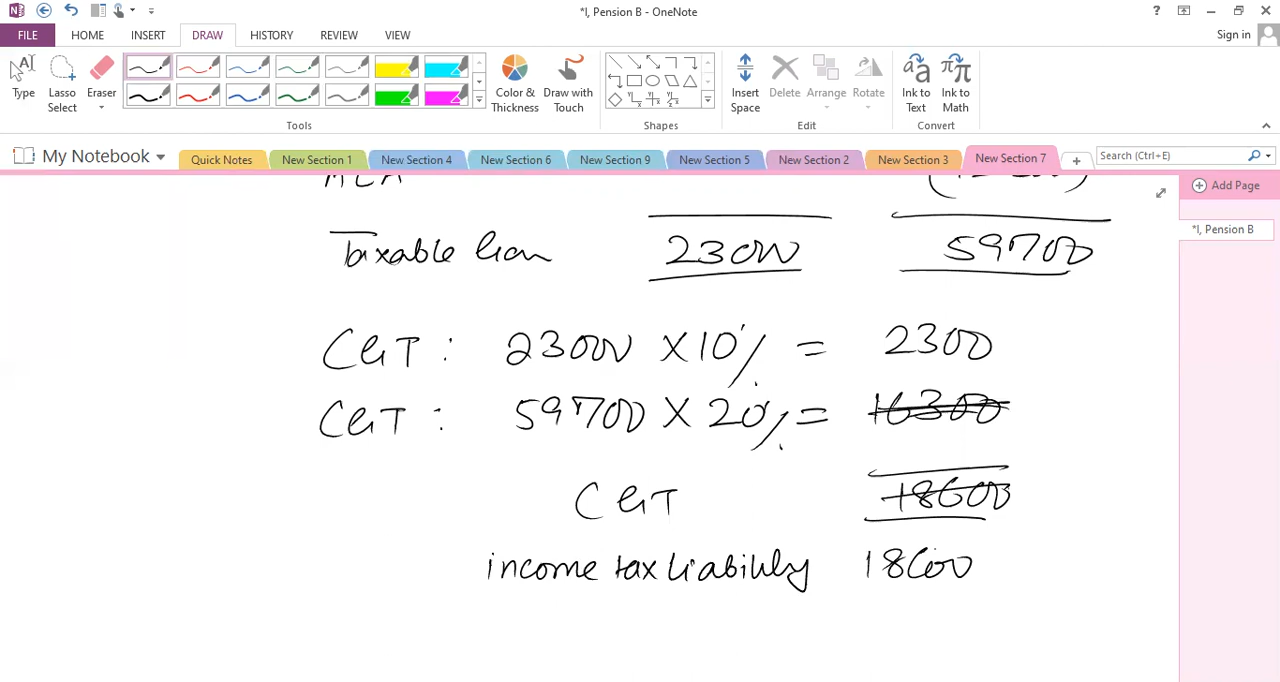 *I, Pension B - OneNote
?
Sign in
FILE HOME INSERT DRAW HISTORY REVIEW VIEW
Type Lasso Select Eraser Color & Thickness Draw with Touch Insert Space Delete Arrange Rotate Ink to Text Ink to Math
Tools Shapes Edit Convert
My Notebook Quick Notes New Section 1 New Section 4 New Section 6 New Section 9 New Section 5 New Section 2 New Section 3 New Section 7 Search (Ctrl+E)
Add Page
*I, Pension B
Taxable Gain 23000 59700
CGT : 23000 X 10% = 2300
CGT : 59700 X 20% = 16300
CGT 18600
income tax liability 18600